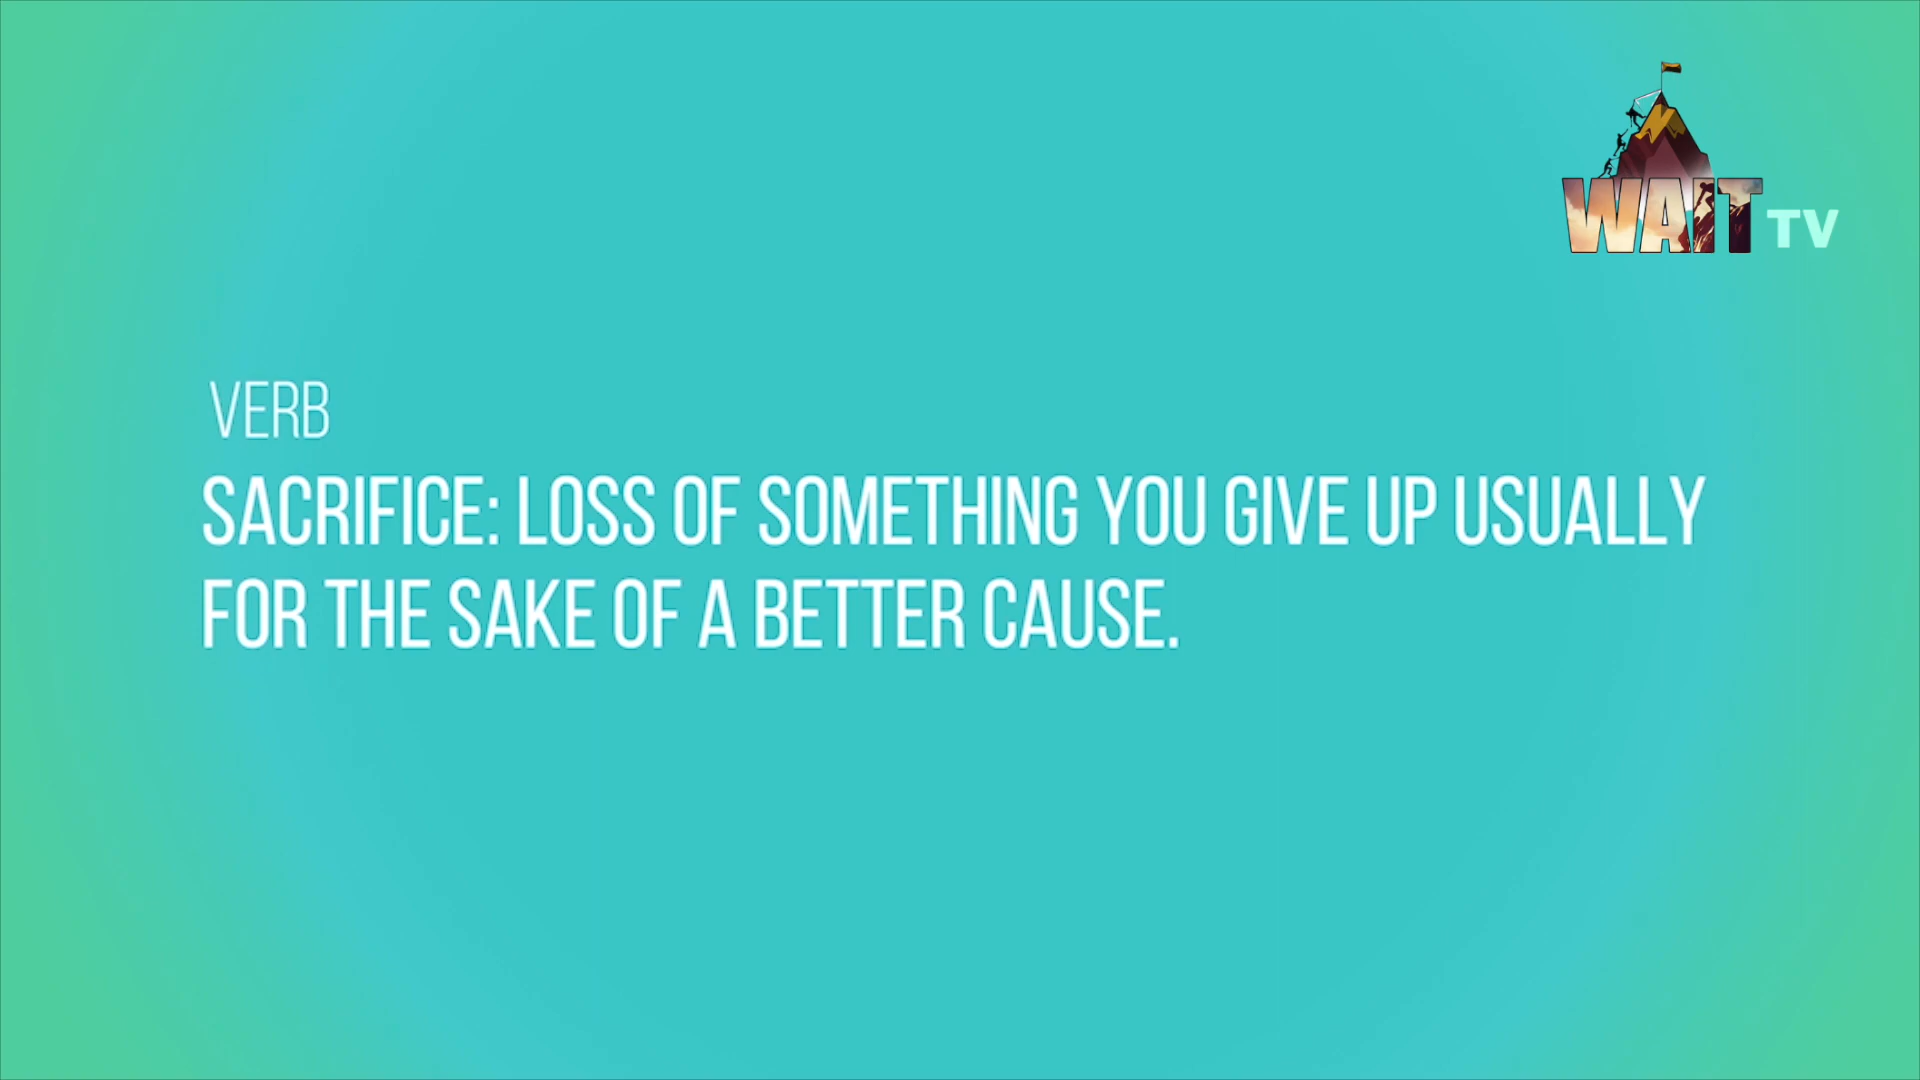 WAIT TV
VERB
SACRIFICE: LOSS OF SOMETHING YOU GIVE UP USUALLY
FOR THE SAKE OF A BETTER CAUSE.